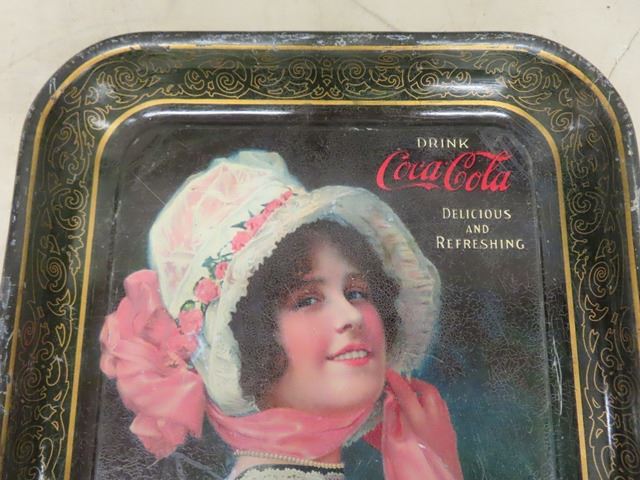 DRINK
Coca-Cola
DELICIOUS
AND
REFRESHING